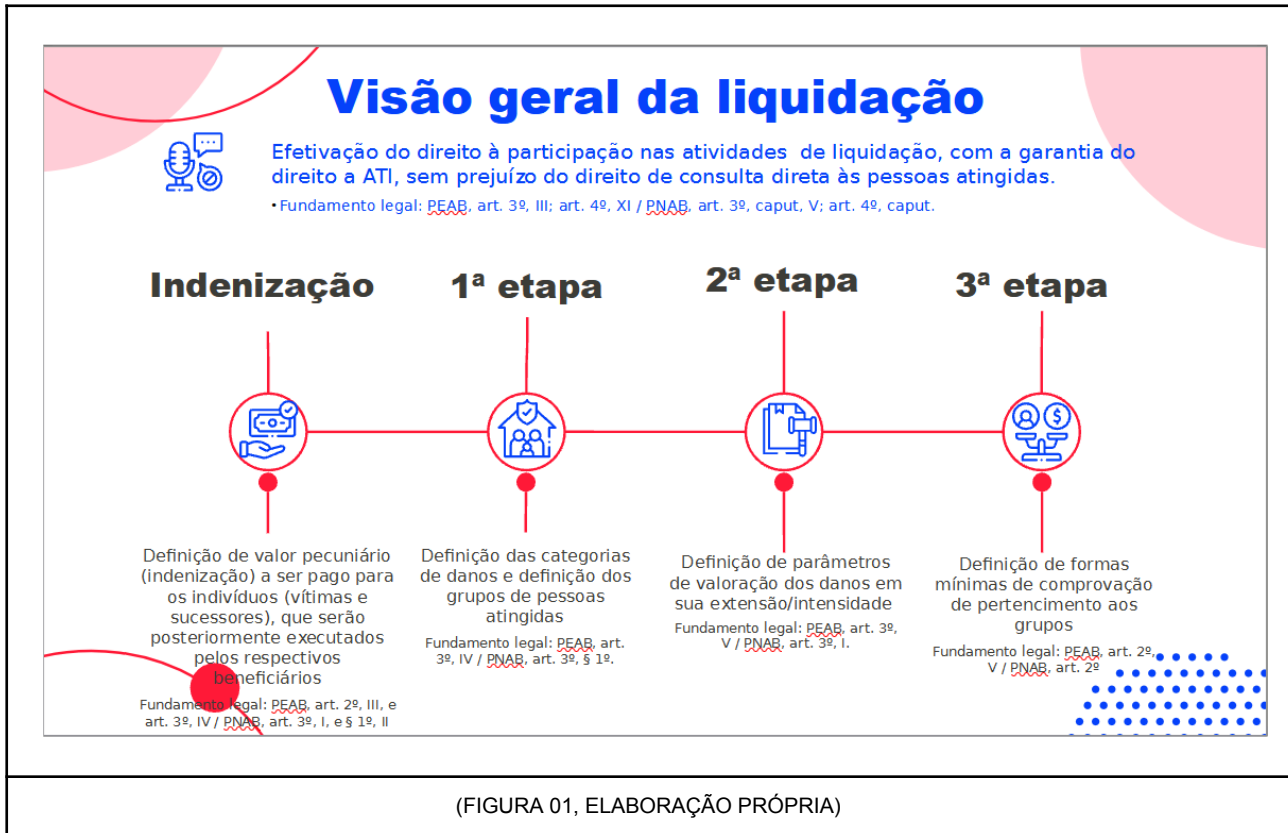 Visão geral da liquidação
Efetivação do direito à participação nas atividades  de liquidação, com a garantia do
direito a ATI, sem prejuízo do direito de consulta direta às pessoas atingidas.
•Fundamento legal: PEAB, art. 3º, III; art. 4º, XI / PNAB, art. 3º, caput, V; art. 4º, caput.
Indenização
Definição de valor pecuniário
(indenização) a ser pago para
os indivíduos (vítimas e
sucessores), que serão
posteriormente executados
pelos respectivos
beneficiários
Fundamento legal: PEAB, art. 2º, III, e
art. 3º, IV / PNAB, art. 3º, I, e § 1º, II
1ª etapa
Definição das categorias
de danos e definição dos
grupos de pessoas
atingidas
Fundamento legal: PEAB, art.
3º, IV / PNAB, art. 3º, § 1º.
2ª etapa
Definição de parâmetros
de valoração dos danos em
sua extensão/intensidade
Fundamento legal: PEAB, art. 3º,
V / PNAB, art. 3º, I.
3ª etapa
Definição de formas
mínimas de comprovação
de pertencimento aos
grupos
Fundamento legal: PEAB, art. 2º,
V / PNAB, art. 2º
(FIGURA 01, ELABORAÇÃO PRÓPRIA)